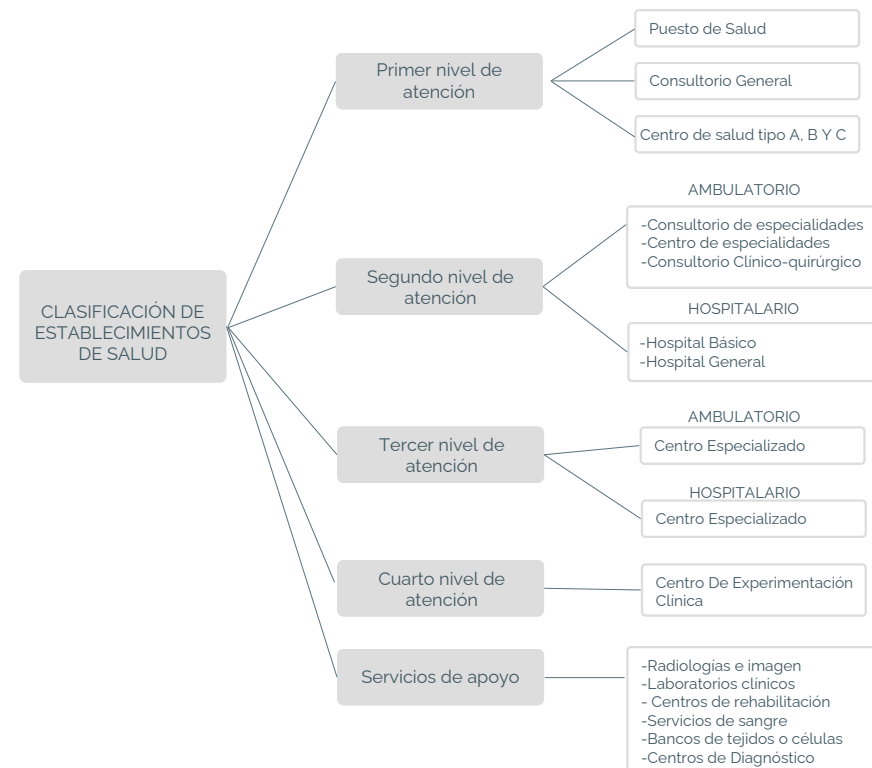 CLASIFICACIÓN DE
ESTABLECIMIENTOS
DE SALUD
Primer nivel de
atención
Puesto de Salud
Consultorio General
Centro de salud tipo A, B Y C
Segundo nivel de
atención
AMBULATORIO
-Consultorio de especialidades
-Centro de especialidades
-Consultorio Clínico-quirúrgico
HOSPITALARIO
-Hospital Básico
-Hospital General
Tercer nivel de
atención
AMBULATORIO
Centro Especializado
HOSPITALARIO
Centro Especializado
Cuarto nivel de
atención
Centro De Experimentación
Clínica
Servicios de apoyo
-Radiologías e imagen
-Laboratorios clínicos
- Centros de rehabilitación
-Servicios de sangre
-Bancos de tejidos o células
-Centros de Diagnóstico